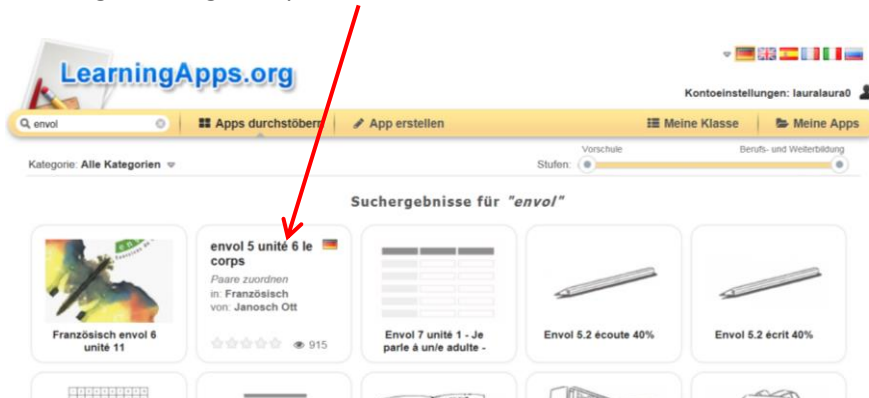 LearningApps.org
Kontoeinstellungen: lauralaura0
envol
Apps durchstöbern
App erstellen
Meine Klasse
Meine Apps
Kategorie: Alle Kategorien
Stufen:
Vorschule
Berufs- und Weiterbildung
Suchergebnisse für "envol"
Französisch envol 6
unité 11
envol 5 unité 6 le
corps
Paare zuordnen
in: Französisch
von: Janosch Ott
915
Envol 7 unité 1 - Je
parle á un/e adulte -
Envol 5.2 écoute 40%
Envol 5.2 écrit 40%